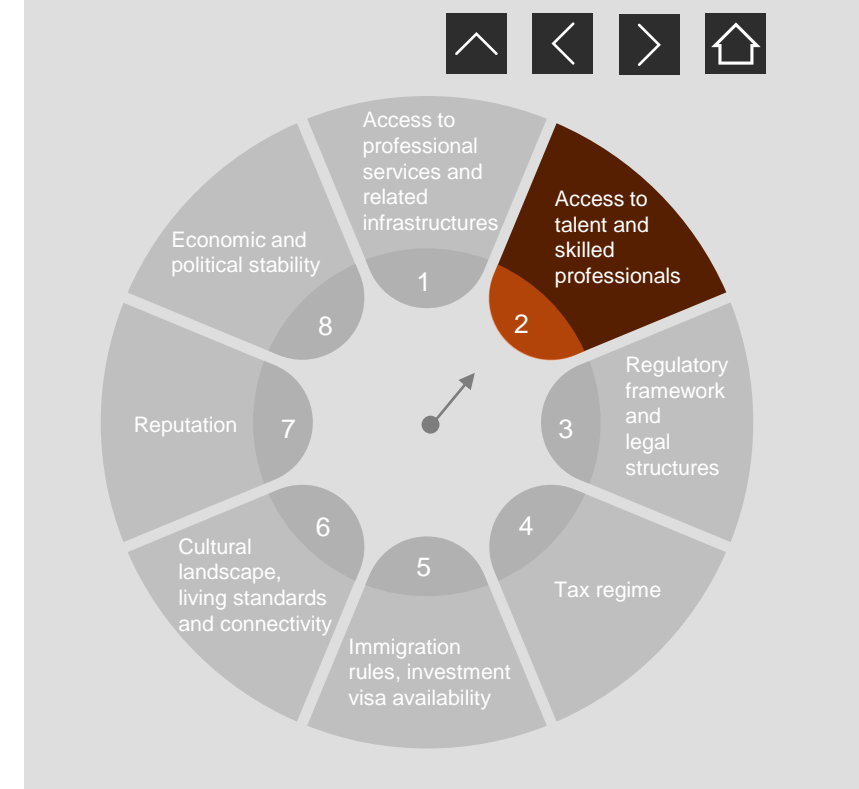 Access to
professional
services and
related
infrastructures
1
Access to
talent and
skilled
professionals
2
Regulatory
framework
and
legal
structures
3
Tax regime
4
Immigration
rules, investment
visa availability
5
Cultural
landscape,
living standards
and connectivity
6
Reputation
7
Economic and
political stability
8